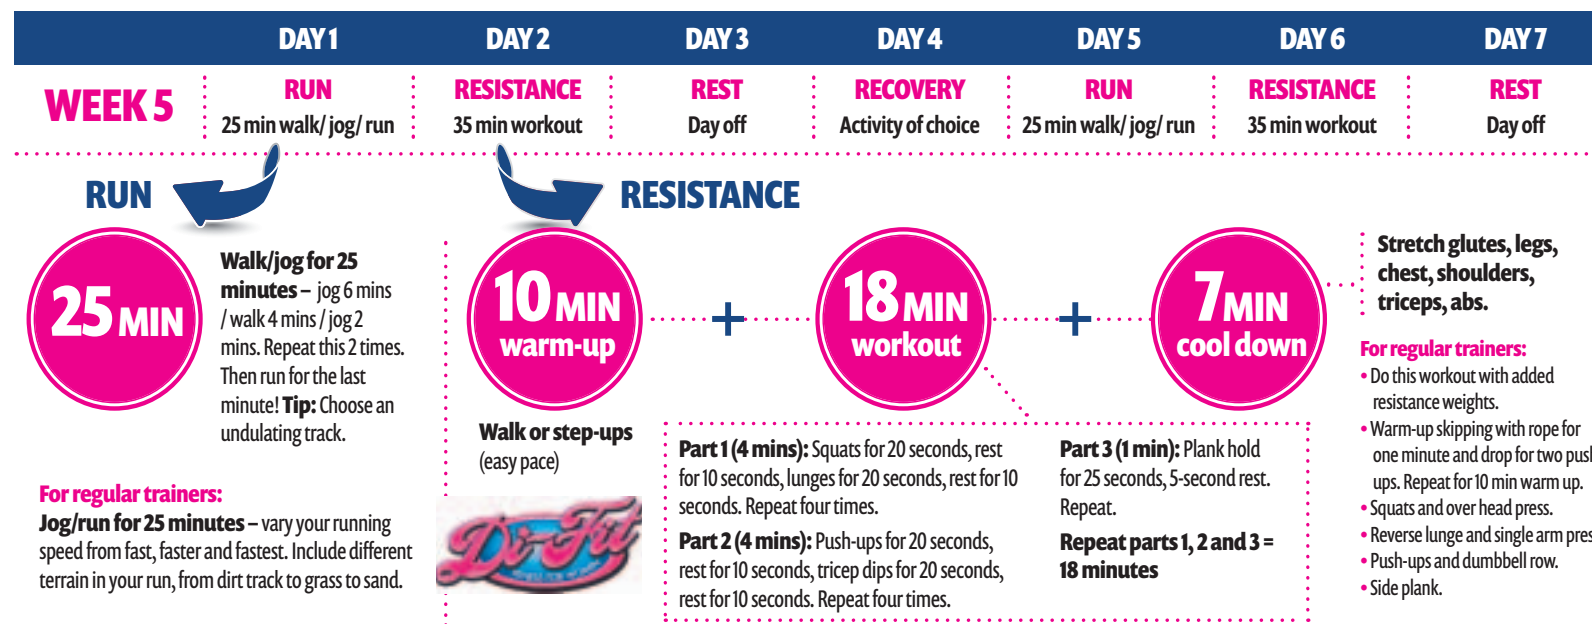 DAY 1 DAY 2 DAY 3 DAY 4 DAY 5 DAY 6 DAY 7
WEEK 5
RUN RESISTANCE REST RECOVERY RUN RESISTANCE REST
25 min walk/ jog/ run 35 min workout Day off Activity of choice 25 min walk/ jog/ run 35 min workout Day off
RUN
25 MIN
Walk/jog for 25
minutes – jog 6 mins
/ walk 4 mins / jog 2
mins. Repeat this 2 times.
Then run for the last
minute! Tip: Choose an
undulating track.
For regular trainers:
Jog/run for 25 minutes – vary your running
speed from fast, faster and fastest. Include different
terrain in your run, from dirt track to grass to sand.
RESISTANCE
10 MIN
warm-up
Walk or step-ups
(easy pace)
Di-Fit
+
18 MIN
workout
Part 1 (4 mins): Squats for 20 seconds, rest
for 10 seconds, lunges for 20 seconds, rest for 10
seconds. Repeat four times.
Part 2 (4 mins): Push-ups for 20 seconds,
rest for 10 seconds, tricep dips for 20 seconds,
rest for 10 seconds. Repeat four times.
Part 3 (1 min): Plank hold
for 25 seconds, 5-second rest.
Repeat.
Repeat parts 1, 2 and 3 =
18 minutes
+
7 MIN
cool down
Stretch glutes, legs,
chest, shoulders,
triceps, abs.
For regular trainers:
• Do this workout with added
resistance weights.
• Warm-up skipping with rope for
one minute and drop for two pus
ups. Repeat for 10 min warm up.
• Squats and over head press.
• Reverse lunge and single arm pres
• Push-ups and dumbbell row.
• Side plank.